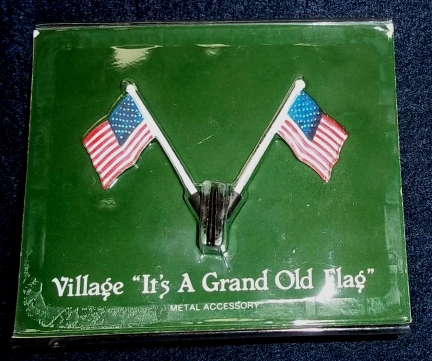 Village "It's A Grand Old Flag"
METAL ACCESSORY